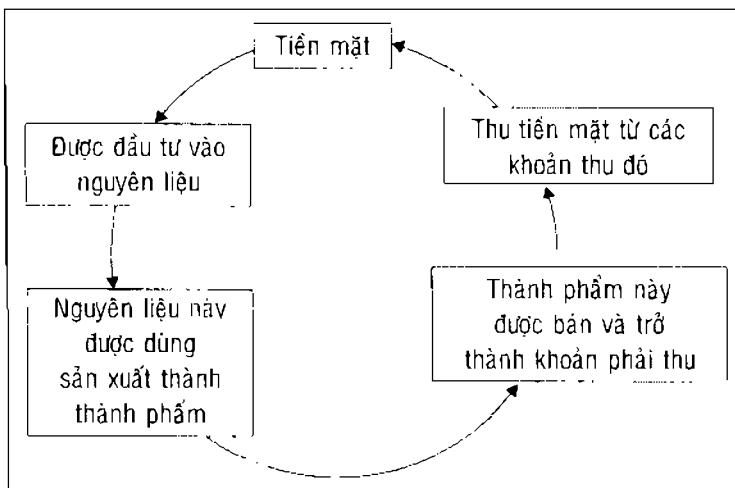 Tiền mặt
Được đầu tư vào
nguyên liệu
Nguyên liệu này
được dùng
sản xuất thành
thành phẩm
Thành phẩm này
được bán và trở
thành khoản phải thu
Thu tiền mặt từ các
khoản thu đó